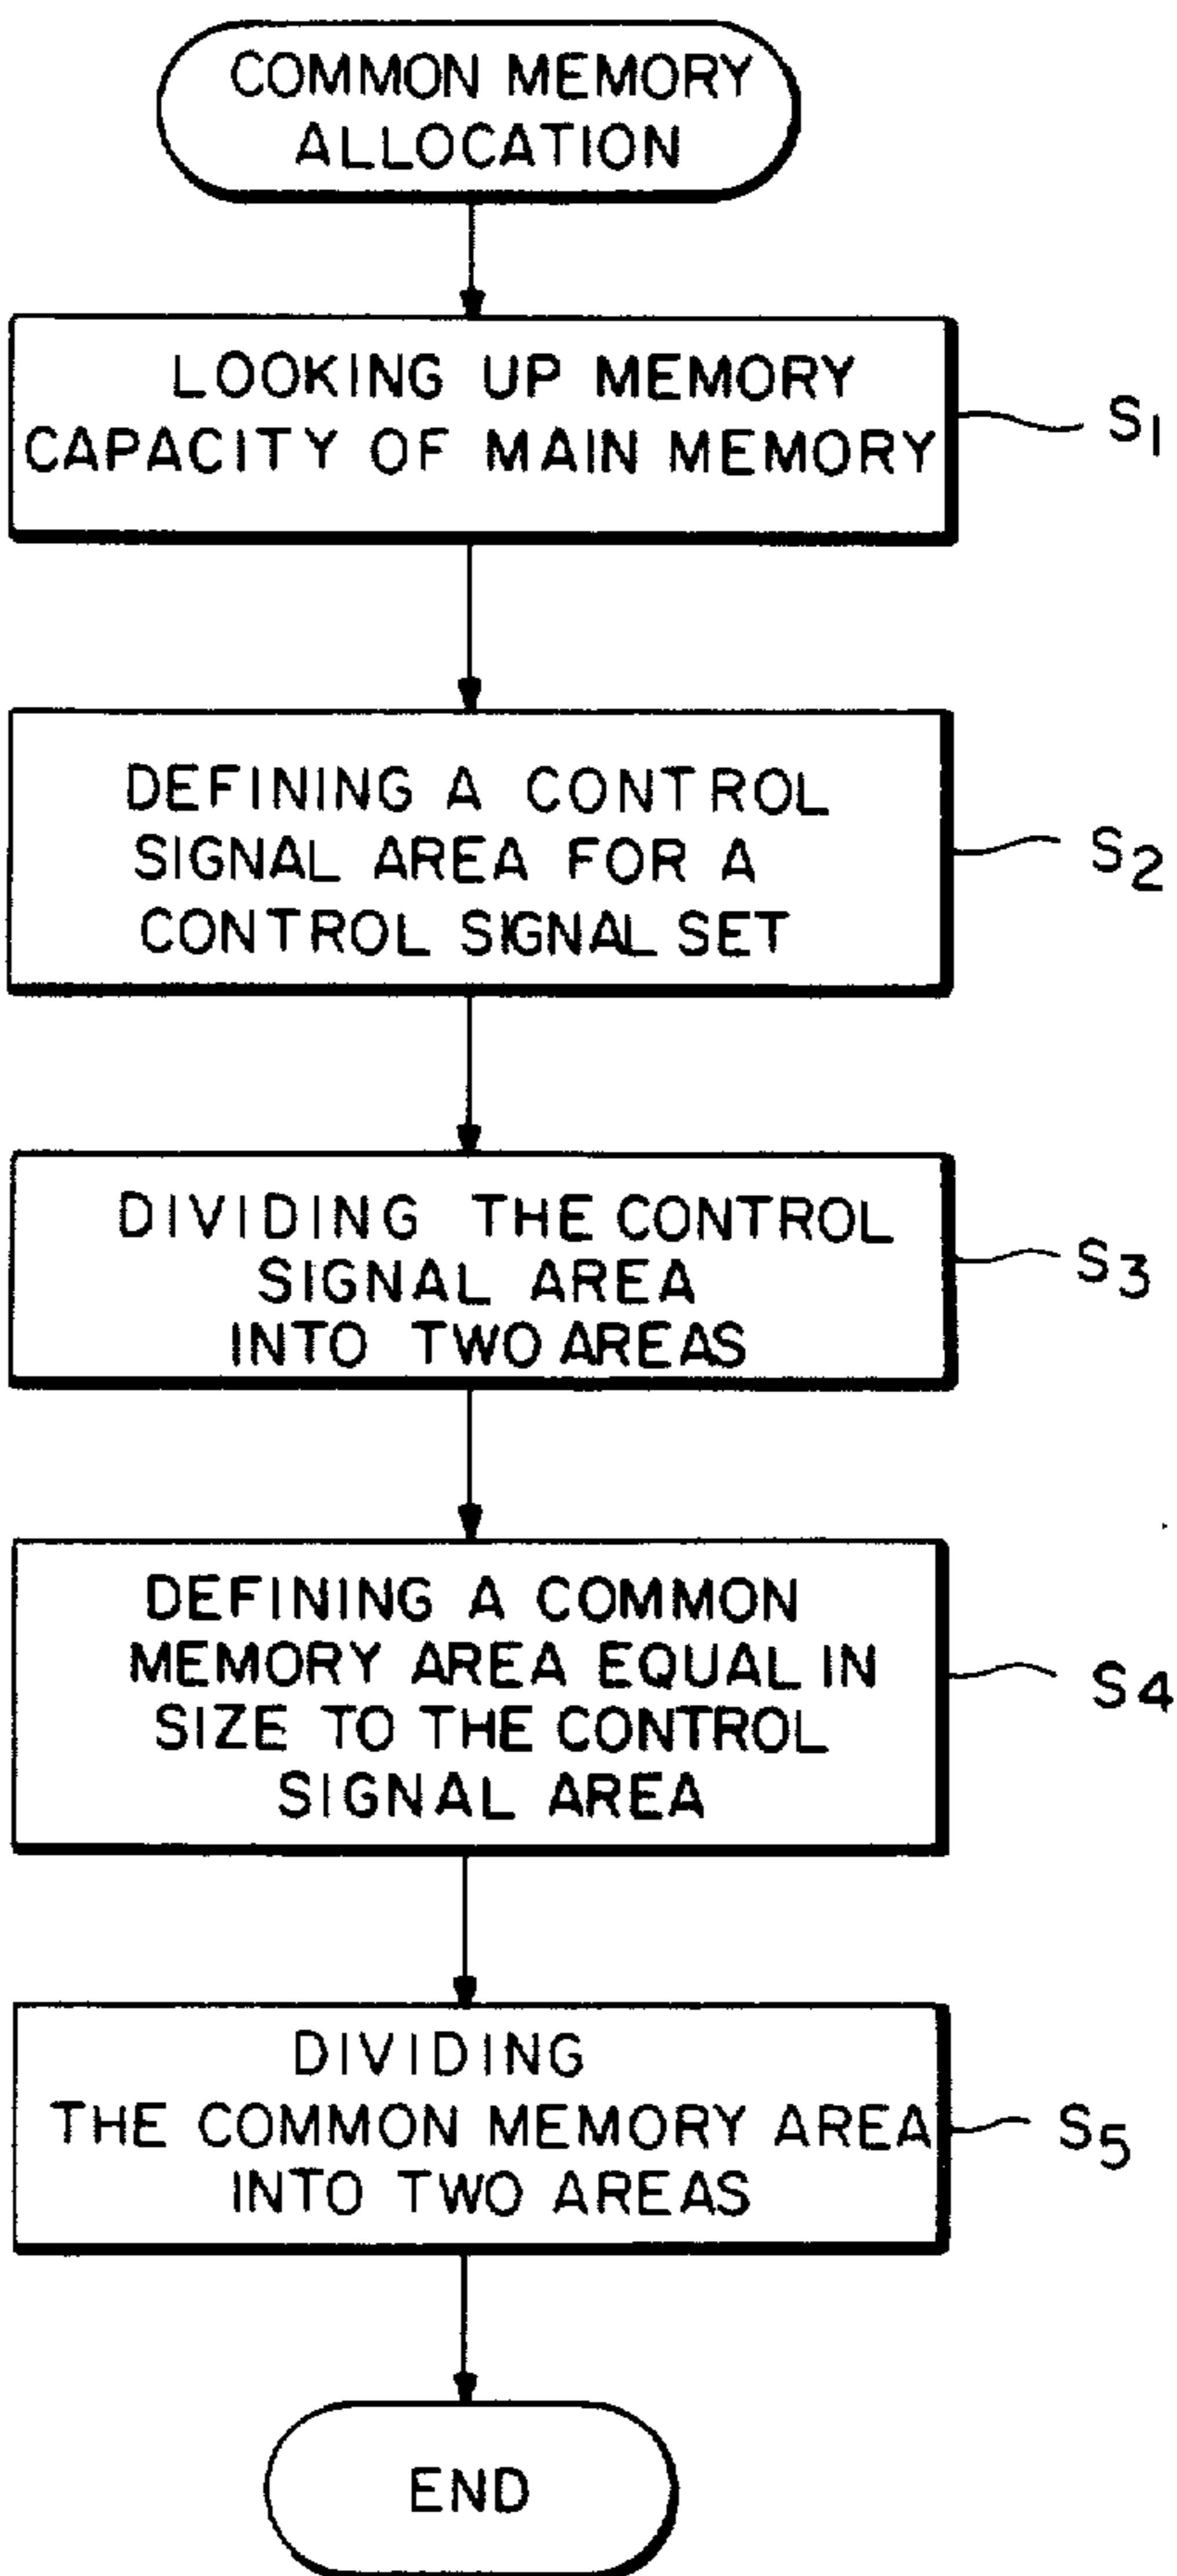 COMMON MEMORY
ALLOCATION
LOOKING UP MEMORY
CAPACITY OF MAIN MEMORY
S1
DEFINING A CONTROL
SIGNAL AREA FOR A
CONTROL SIGNAL SET
S2
DIVIDING THE CONTROL
SIGNAL AREA
INTO TWO AREAS
S3
DEFINING A COMMON
MEMORY AREA EQUAL IN
SIZE TO THE CONTROL
SIGNAL AREA
S4
DIVIDING
THE COMMON MEMORY AREA
INTO TWO AREAS
S5
END